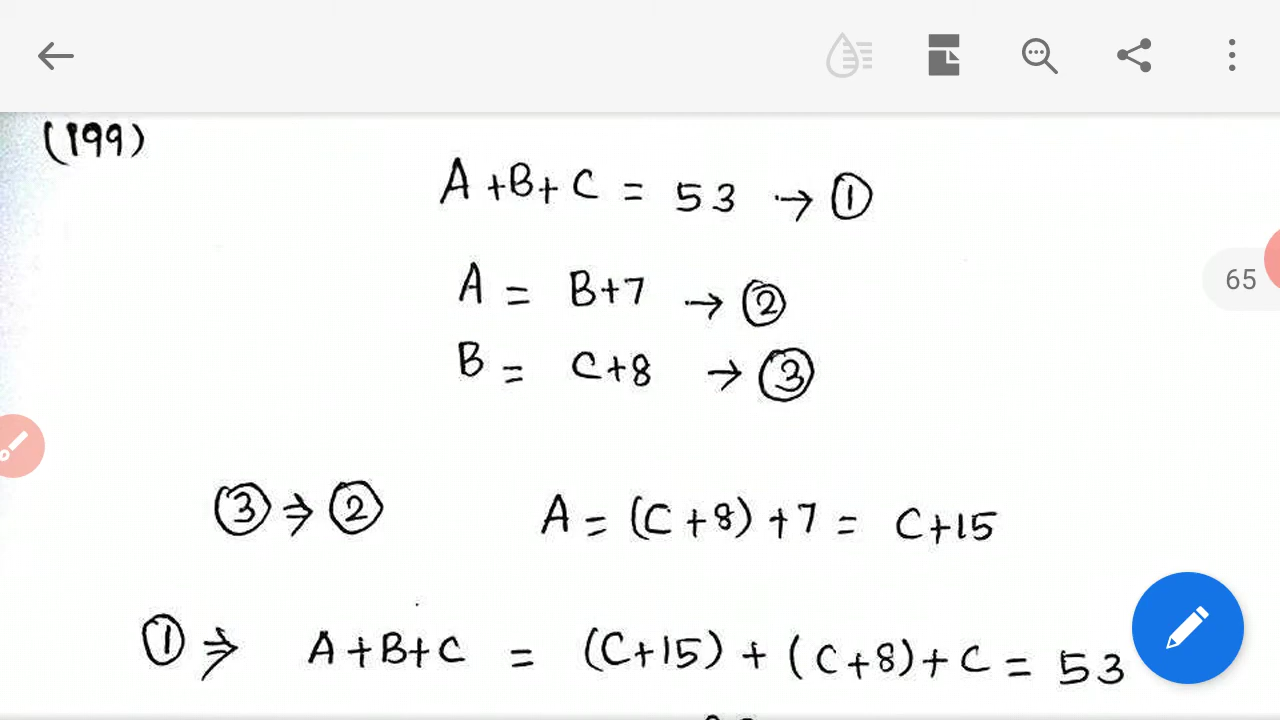 (199)
A+B+C = 53 → ①
A = B+7 → ②
65
B = C+8 → ③
③ ⇒ ② A = (C+8)+7 = C+15
① ⇒ A+B+C = (C+15) + (C+8) + C = 53